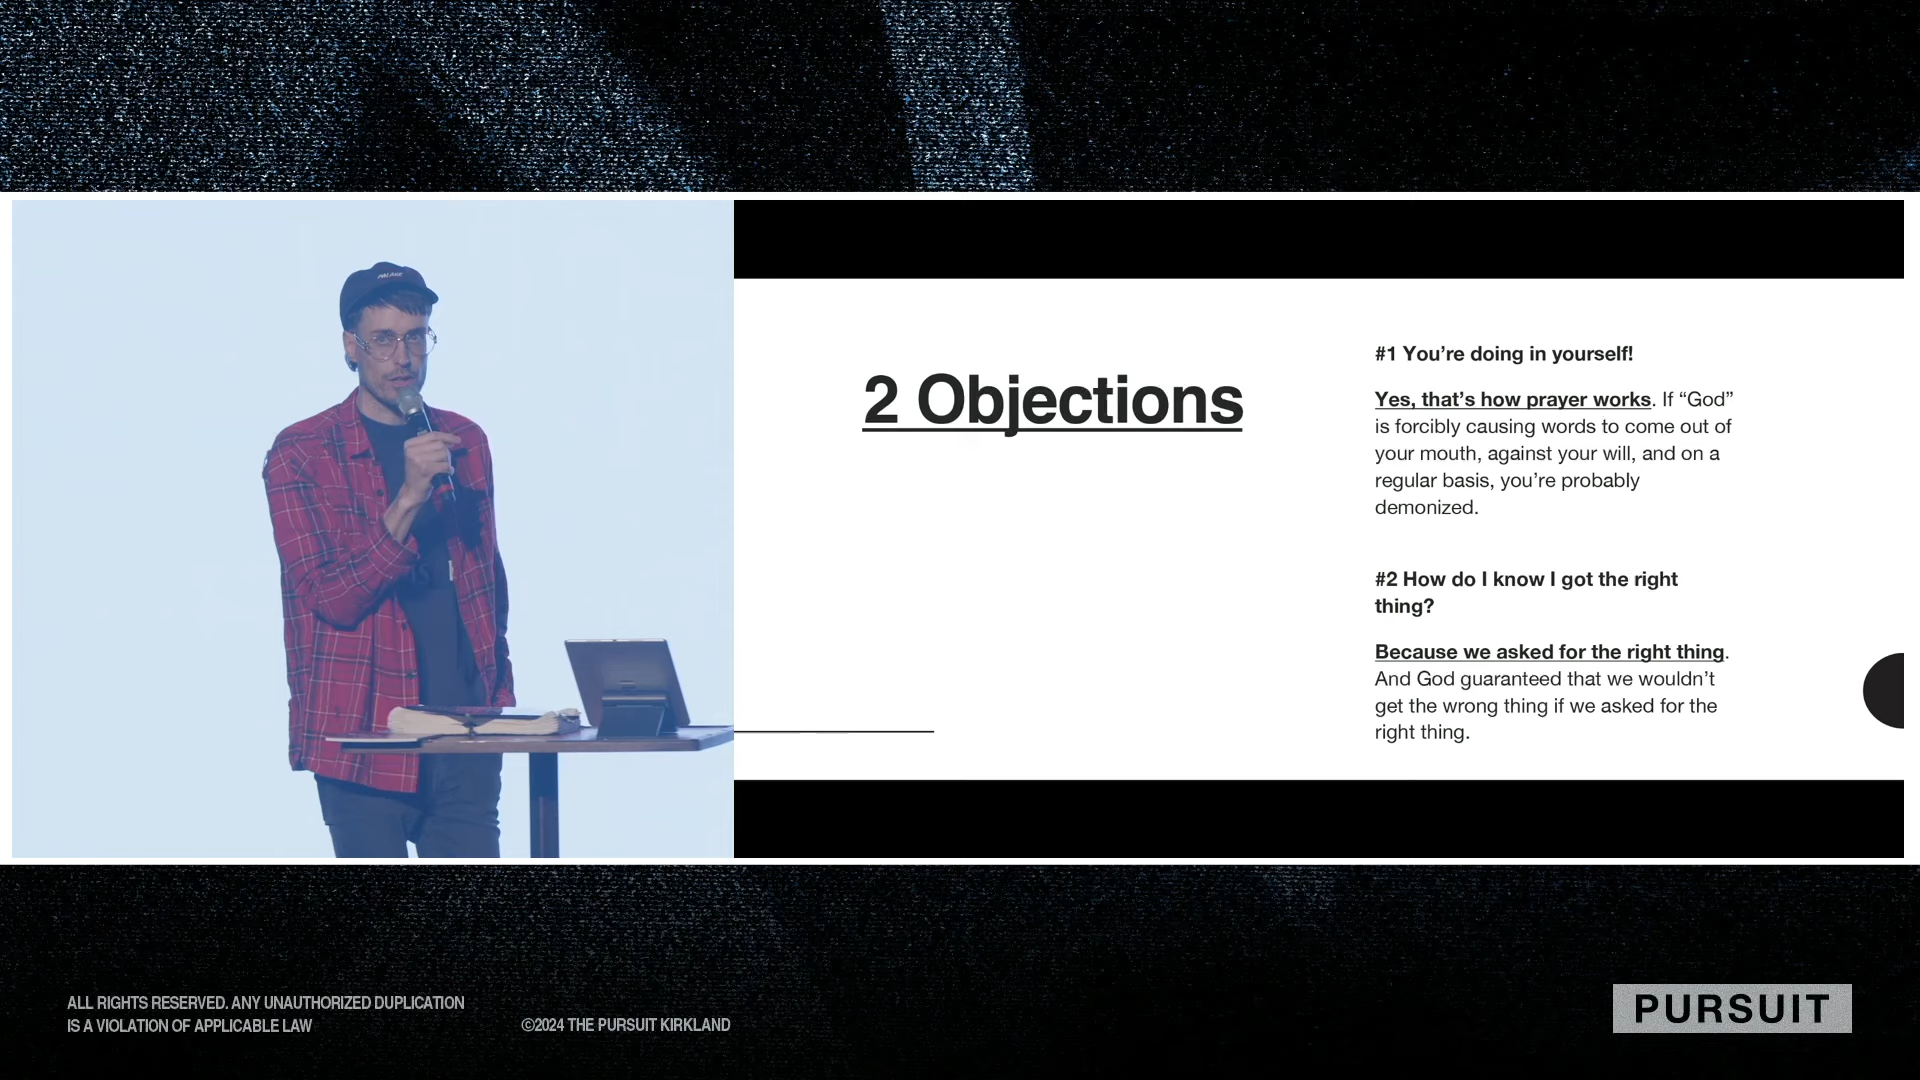 PALACE
2 Objections
#1 You’re doing in yourself!
Yes, that’s how prayer works. If “God”
is forcibly causing words to come out of
your mouth, against your will, and on a
regular basis, you’re probably
demonized.
#2 How do I know I got the right
thing?
Because we asked for the right thing.
And God guaranteed that we wouldn’t
get the wrong thing if we asked for the
right thing.
ALL RIGHTS RESERVED. ANY UNAUTHORIZED DUPLICATION
IS A VIOLATION OF APPLICABLE LAW
©2024 THE PURSUIT KIRKLAND
PURSUIT